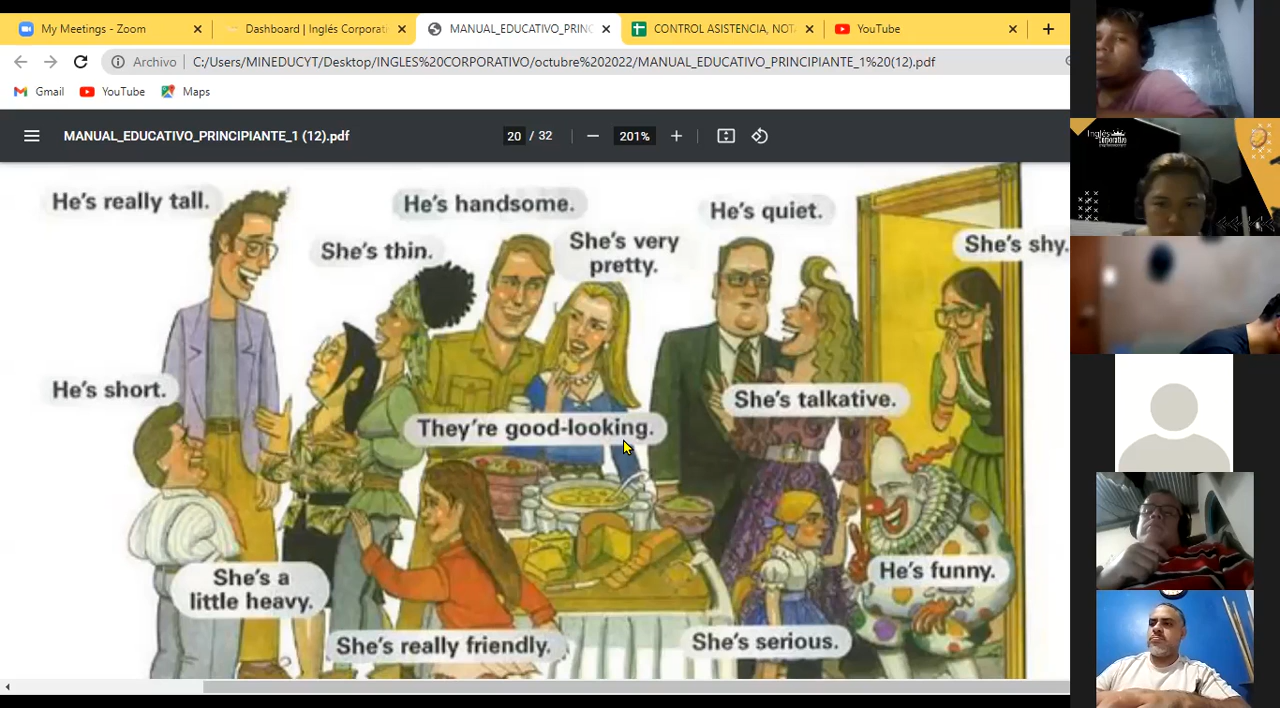 My Meetings - Zoom
Dashboard | Inglés Corporati
MANUAL_EDUCATIVO_PRINC
CONTROL ASISTENCIA, NOT
YouTube
Archivo
C:/Users/MINEDUCYT/Desktop/INGLES%20CORPORATIVO/octubre%202022/MANUAL_EDUCATIVO_PRINCIPIANTE_1%20(12).pdf
Gmail
YouTube
Maps
MANUAL_EDUCATIVO_PRINCIPIANTE_1 (12).pdf
20 / 32
201%
He's really tall.
He's handsome.
He's quiet.
She's thin.
She's very
pretty.
She's shy.
He's short.
They're good-looking.
She's talkative.
She's a
little heavy.
He's funny.
She's really friendly.
She's serious.
Inglés
Corporativo